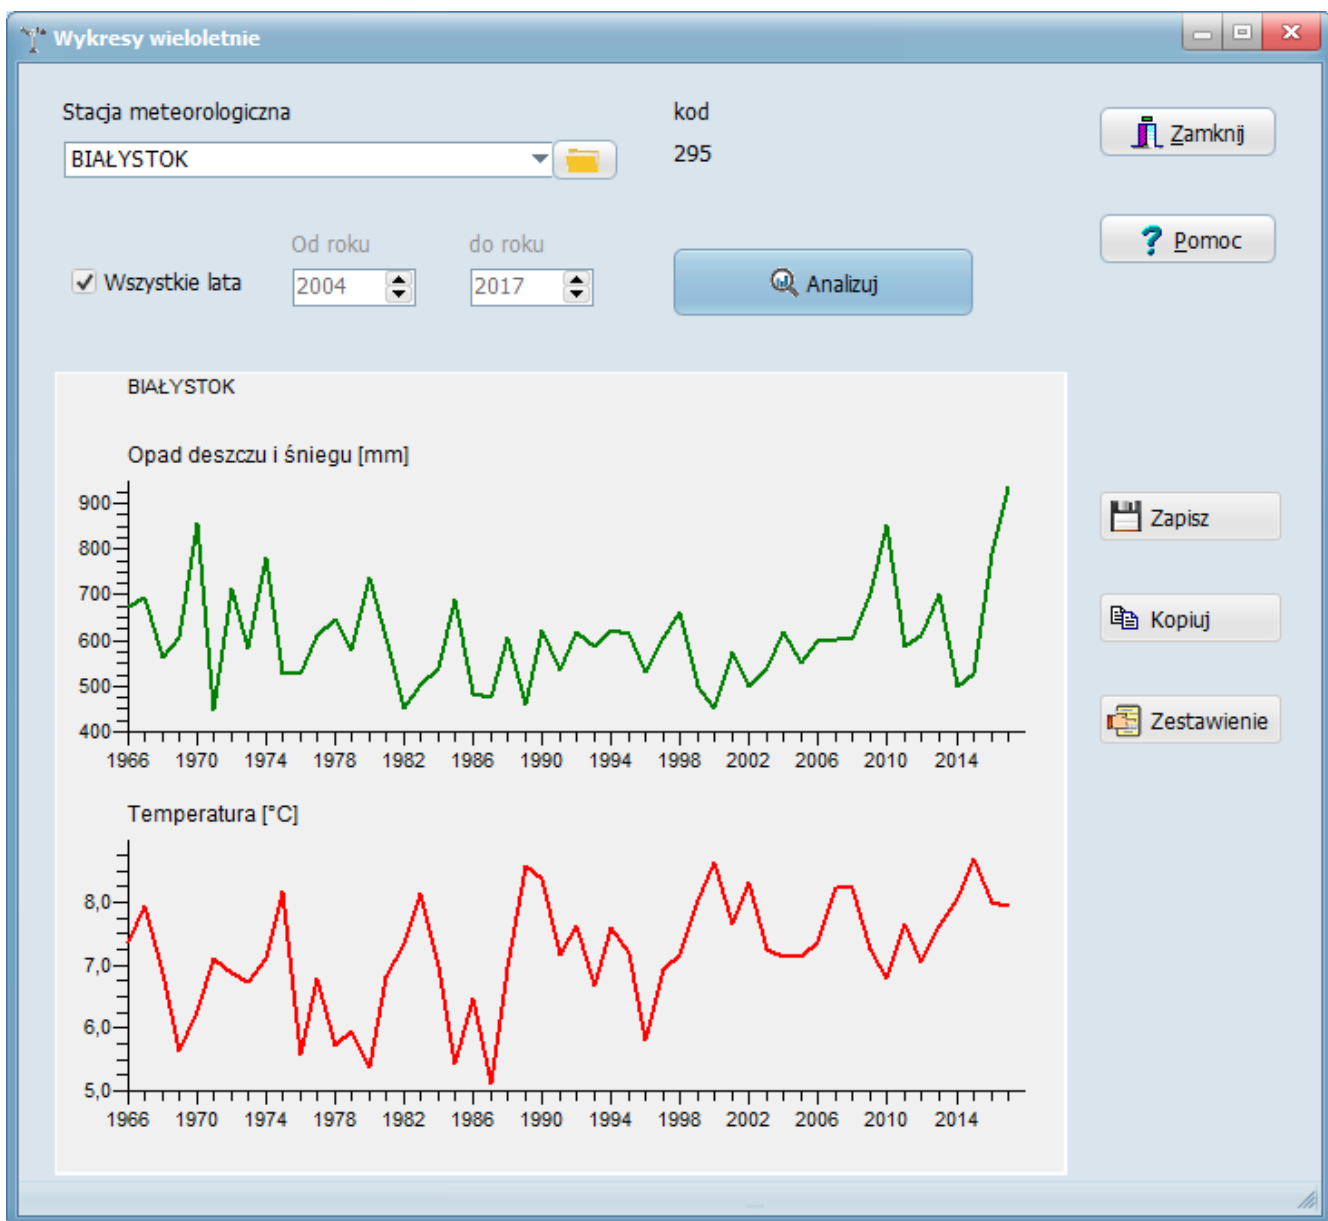 Wykresy wieloletnie
Stacja meteorologiczna
kod
Zamknij
BIAŁYSTOK
295
Pomoc
Od roku
do roku
Wszystkie lata
2004
2017
Analizuj
BIAŁYSTOK
Opad deszczu i śniegu [mm]
900
800
700
600
500
400
1966 1970 1974 1978 1982 1986 1990 1994 1998 2002 2006 2010 2014
Temperatura [°C]
8,0
7,0
6,0
5,0
1966 1970 1974 1978 1982 1986 1990 1994 1998 2002 2006 2010 2014
Zapisz
Kopiuj
Zestawienie